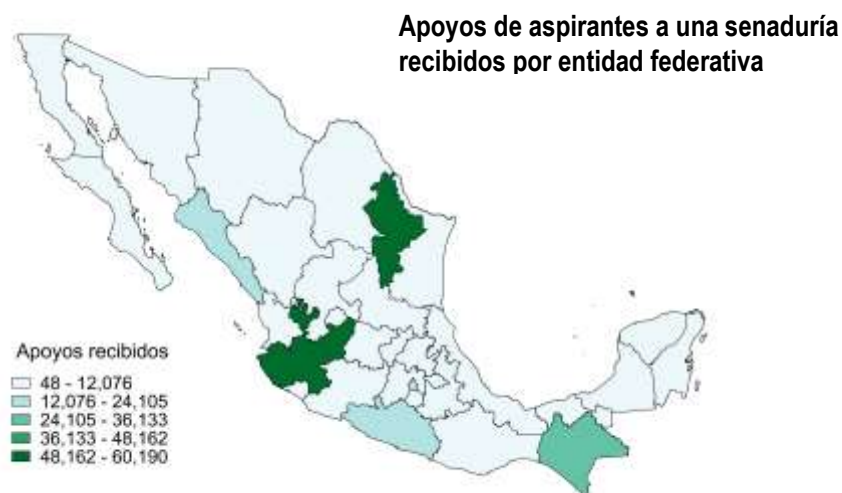 Apoyos de aspirantes a una senaduría
recibidos por entidad federativa
Apoyos recibidos
48 - 12,076
12,076 - 24,105
24,105 - 36,133
36,133 - 48,162
48,162 - 60,190